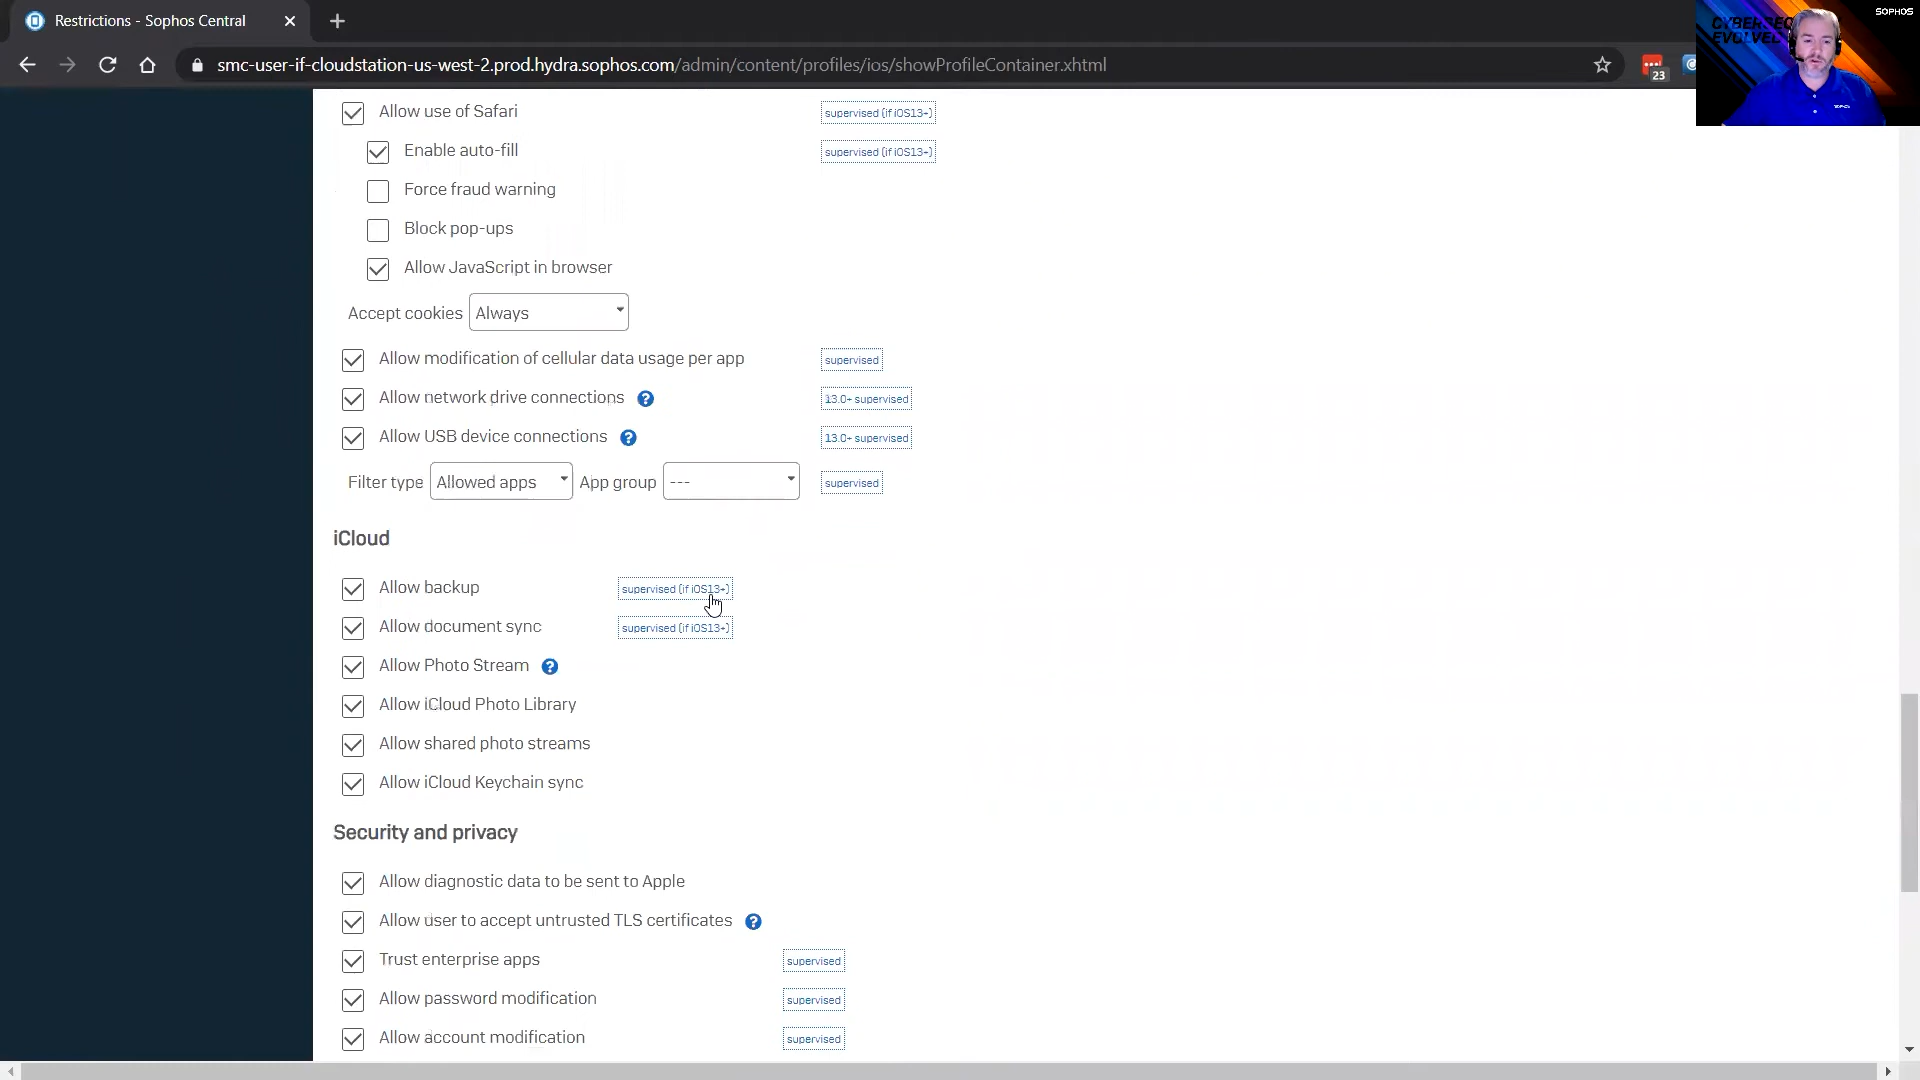 Restrictions - Sophos Central
SOPHOS
CYBERSEC
EVOLVED
smc-user-if-cloudstation-us-west-2.prod.hydra.sophos.com/admin/content/profiles/ios/showProfileContainer.xhtml
23
Allow use of Safari supervised (if iOS13+)
Enable auto-fill supervised (if iOS13+)
Force fraud warning
Block pop-ups
Allow JavaScript in browser
Accept cookies Always
Allow modification of cellular data usage per app supervised
Allow network drive connections ? 13.0+ supervised
Allow USB device connections ? 13.0+ supervised
Filter type Allowed apps App group --- supervised
iCloud
Allow backup supervised (if iOS13+)
Allow document sync supervised (if iOS13+)
Allow Photo Stream ?
Allow iCloud Photo Library
Allow shared photo streams
Allow iCloud Keychain sync
Security and privacy
Allow diagnostic data to be sent to Apple
Allow user to accept untrusted TLS certificates ?
Trust enterprise apps supervised
Allow password modification supervised
Allow account modification supervised